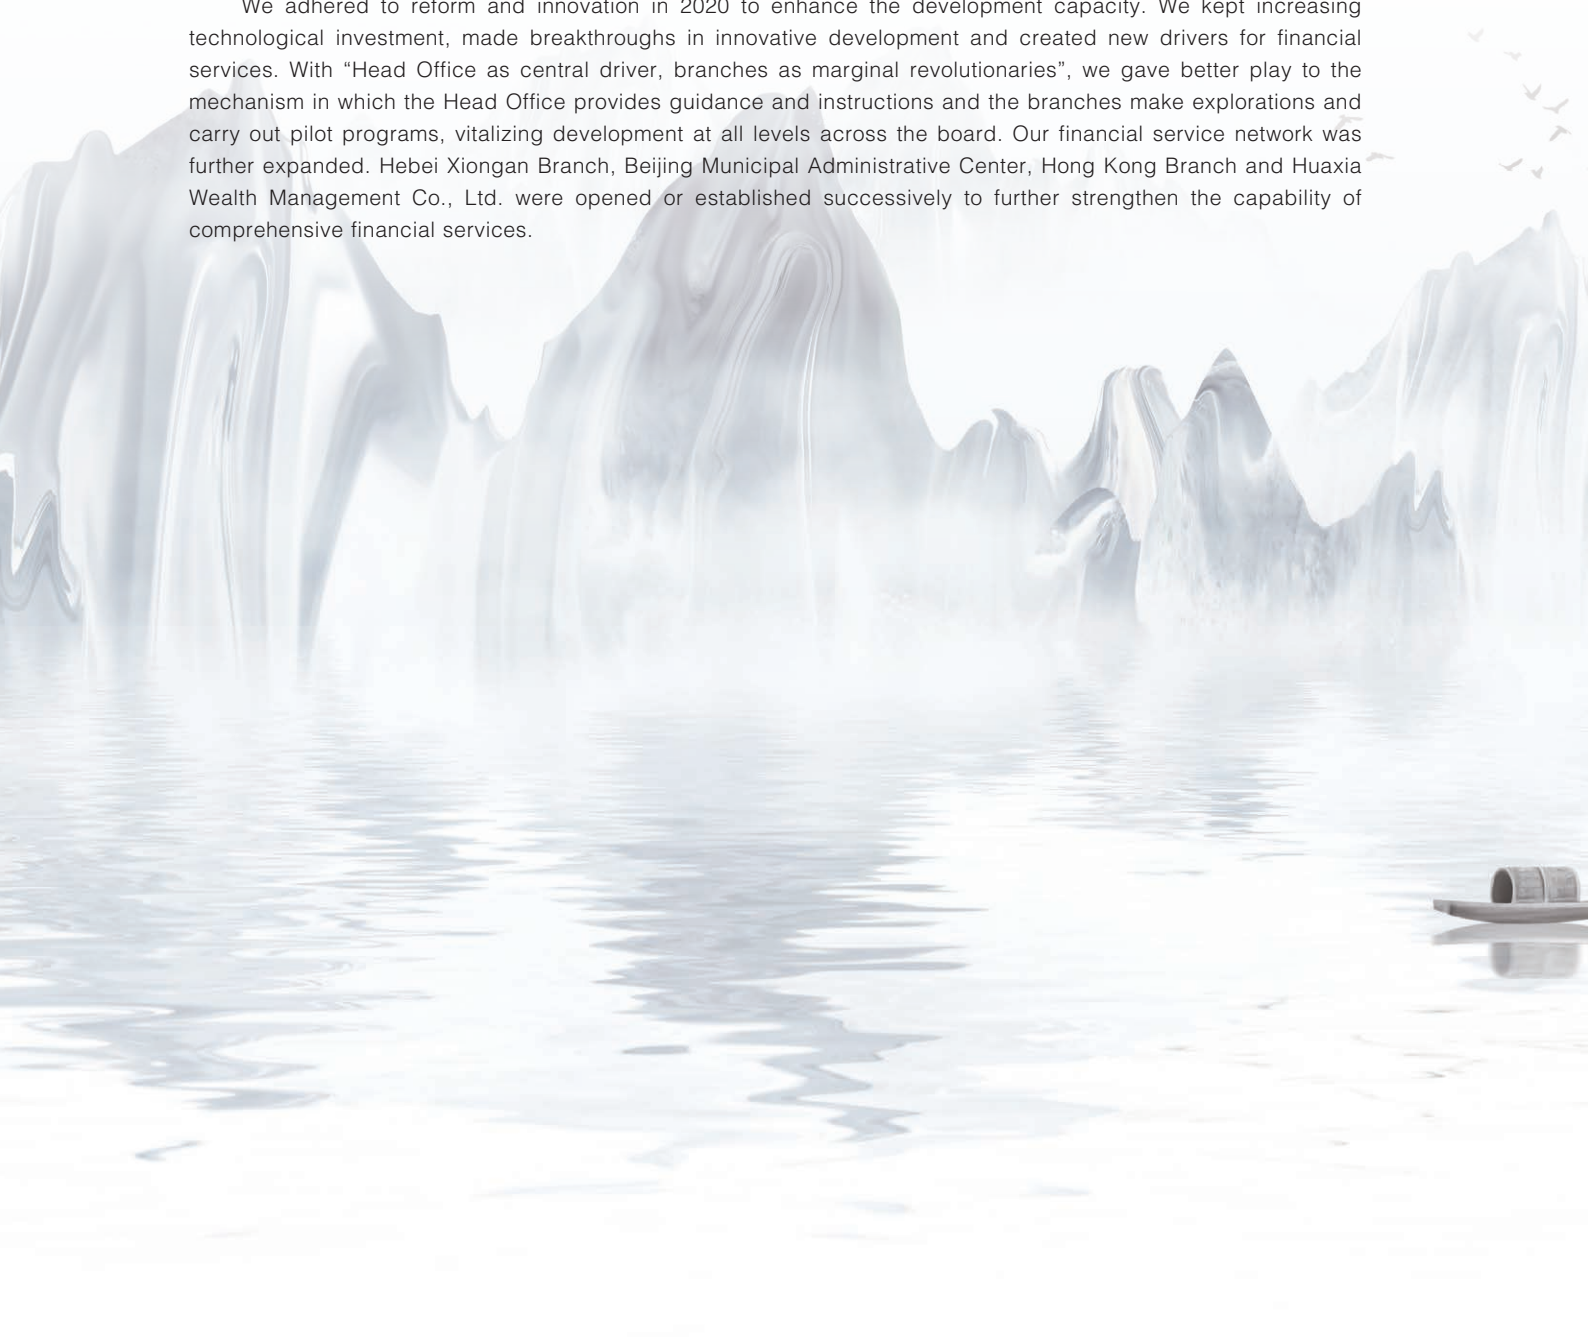 We adhered to reform and innovation in 2020 to enhance the development capacity. We kept increasing
technological investment, made breakthroughs in innovative development and created new drivers for financial
services. With “Head Office as central driver, branches as marginal revolutionaries”, we gave better play to the
mechanism in which the Head Office provides guidance and instructions and the branches make explorations and
carry out pilot programs, vitalizing development at all levels across the board. Our financial service network was
further expanded. Hebei Xiongan Branch, Beijing Municipal Administrative Center, Hong Kong Branch and Huaxia
Wealth Management Co., Ltd. were opened or established successively to further strengthen the capability of
comprehensive financial services.